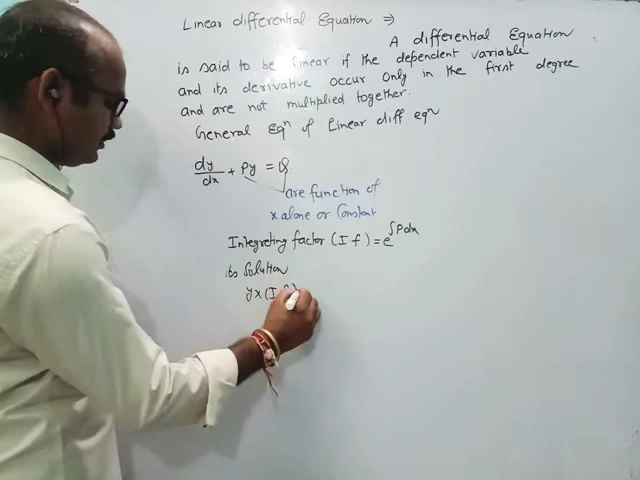 Linear differential Equation ⇒
A differential Equation
is said to be linear if the dependent variable
and its derivative occur only in the first degree
and are not multiplied together.
General Eqⁿ of Linear diff eqⁿ
dy/dx + Py = Q
are function of
x alone or Constant
Integrating factor (I f) = e^∫Pdx
its Solution
y×(I f)